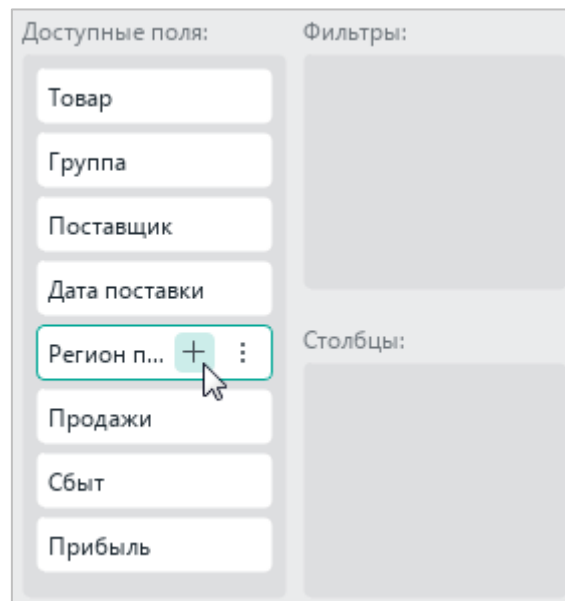 Доступные поля:
Фильтры:
Товар
Группа
Поставщик
Дата поставки
Регион п...
Столбцы:
Продажи
Сбыт
Прибыль